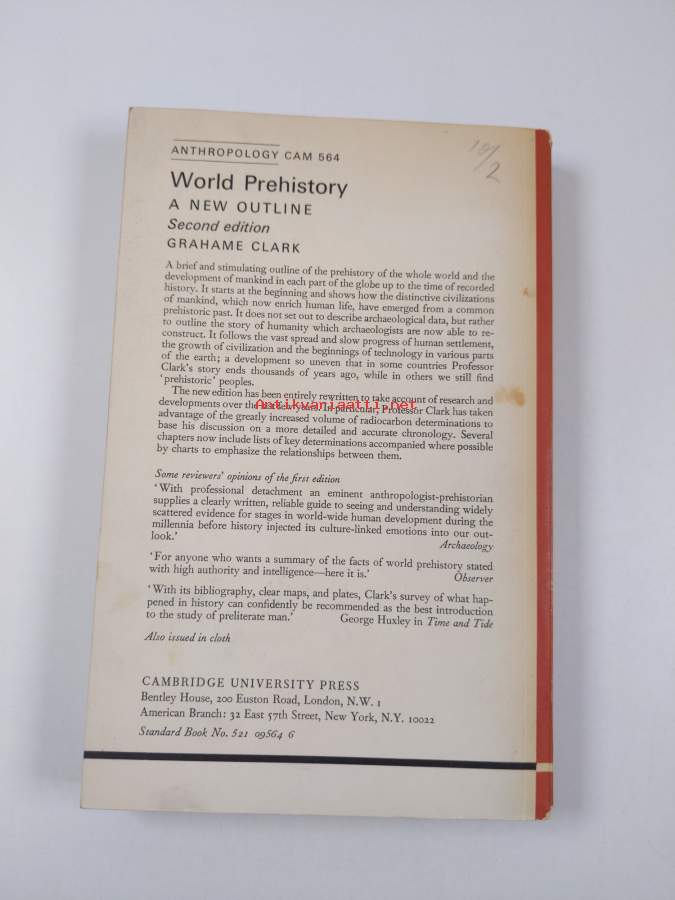 ANTHROPOLOGY CAM 564
10/2
World Prehistory
A NEW OUTLINE
Second edition
GRAHAME CLARK
A brief and stimulating outline of the prehistory of the whole world and the
development of mankind in each part of the globe up to the time of recorded
history. It starts at the beginning and shows how the distinctive civilizations
of mankind, which now enrich human life, have emerged from a common
prehistoric past. It does not set out to describe archaeological data, but rather
to outline the story of humanity which archaeologists are now able to re-
construct. It follows the vast spread and slow progress of human settlement,
the growth of civilization and the beginnings of technology in various parts
of the earth; a development so uneven that in some countries Professor
Clark's story ends thousands of years ago, while in others we still find
'prehistoric' peoples.
The new edition has been entirely rewritten to take account of research and
developments over the last few years. In particular, Professor Clark has taken
Antikvariaatti.net
advantage of the greatly increased volume of radiocarbon determinations to
base his discussion on a more detailed and accurate chronology. Several
chapters now include lists of key determinations accompanied where possible
by charts to emphasize the relationships between them.
Some reviewers' opinions of the first edition
'With professional detachment an eminent anthropologist-prehistorian
supplies a clearly written, reliable guide to seeing and understanding widely
scattered evidence for stages in world-wide human development during the
millennia before history injected its culture-linked emotions into our out-
look.' Archaeology
'For anyone who wants a summary of the facts of world prehistory stated
with high authority and intelligence—here it is.' Observer
'With its bibliography, clear maps, and plates, Clark's survey of what hap-
pened in history can confidently be recommended as the best introduction
to the study of preliterate man.' George Huxley in Time and Tide
Also issued in cloth
CAMBRIDGE UNIVERSITY PRESS
Bentley House, 200 Euston Road, London, N.W. 1
American Branch: 32 East 57th Street, New York, N.Y. 10022
Standard Book No. 521 09564 6